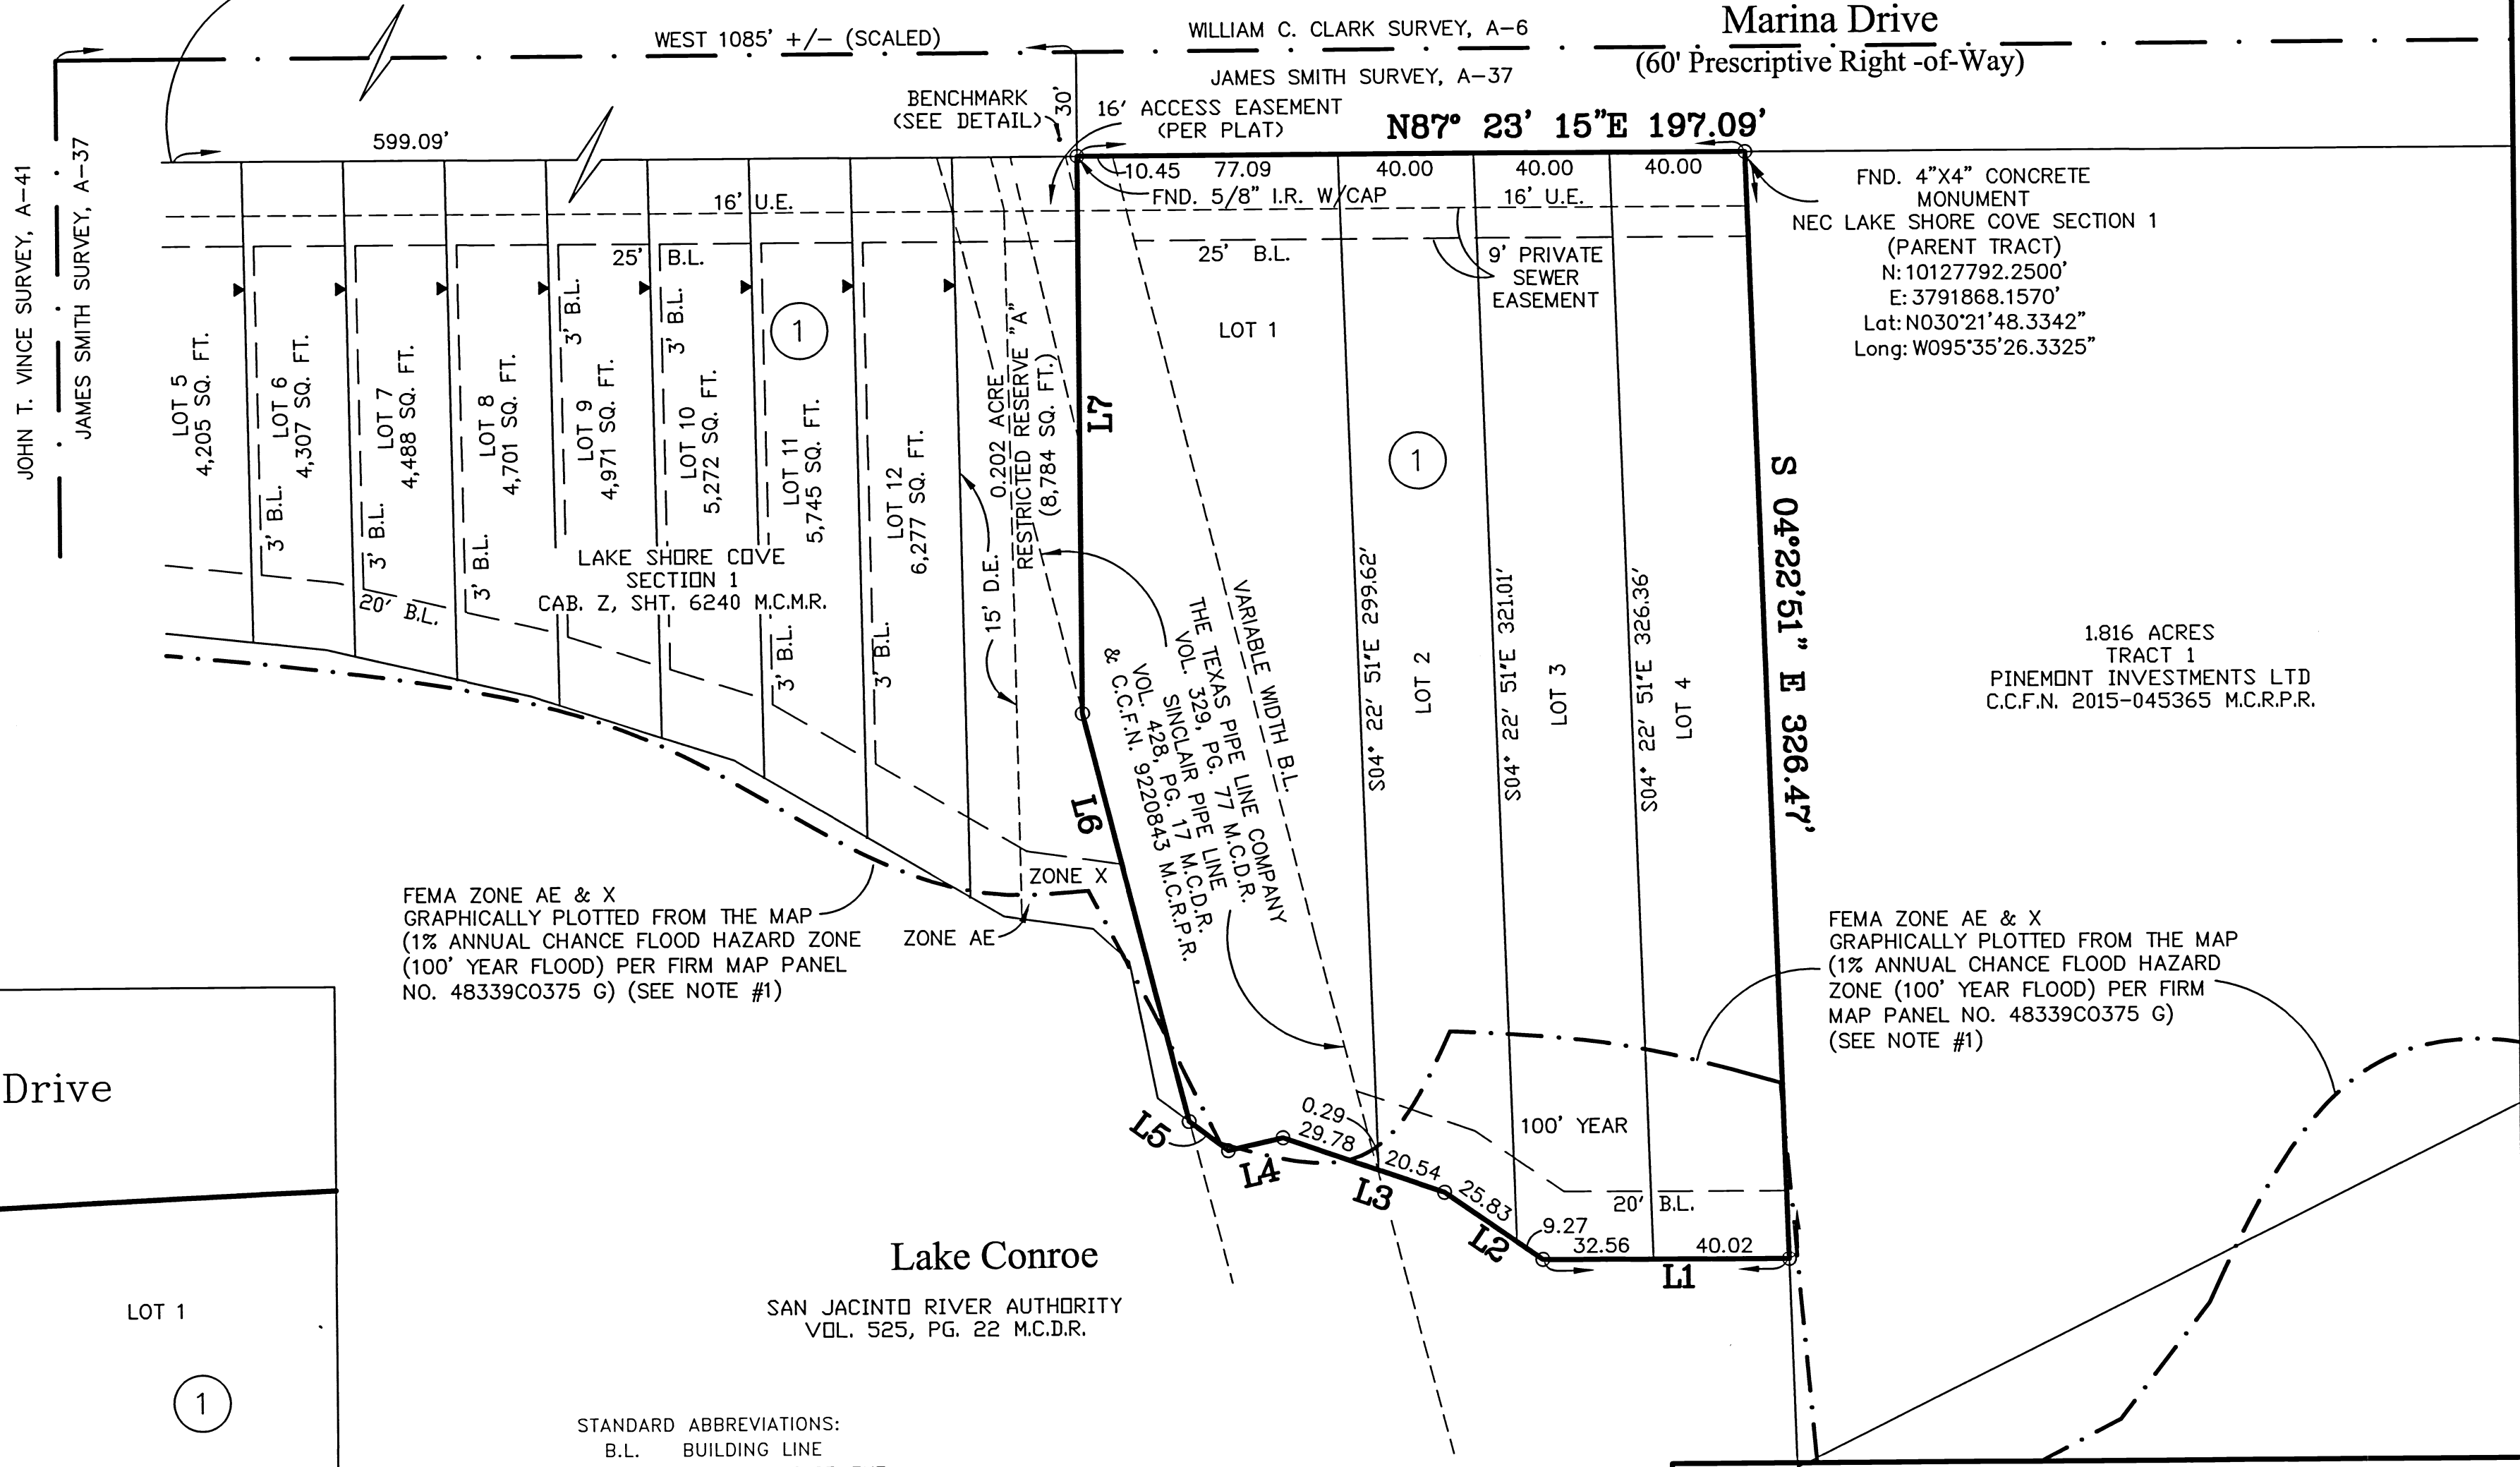 WEST 1085' +/- (SCALED)
WILLIAM C. CLARK SURVEY, A-6
Marina Drive
(60' Prescriptive Right -of-Way)
JAMES SMITH SURVEY, A-37
BENCHMARK
(SEE DETAIL)
30'
16' ACCESS EASEMENT
(PER PLAT)
N87° 23' 15"E 197.09'
599.09'
10.45
77.09
40.00
40.00
40.00
FND. 5/8" I.R. W/CAP
16' U.E.
16' U.E.
JOHN T. VINCE SURVEY, A-41
JAMES SMITH SURVEY, A-37
FND. 4"X4" CONCRETE
MONUMENT
NEC LAKE SHORE COVE SECTION 1
(PARENT TRACT)
N: 10127792.2500'
E: 3791868.1570'
Lat: N030°21'48.3342"
Long: W095°35'26.3325"
25' B.L.
25' B.L.
9' PRIVATE
SEWER
EASEMENT
LOT 5
4,205 SQ. FT.
LOT 6
4,307 SQ. FT.
LOT 7
4,488 SQ. FT.
LOT 8
4,701 SQ. FT.
LOT 9
4,971 SQ. FT.
LOT 10
5,272 SQ. FT.
LOT 11
5,745 SQ. FT.
LOT 12
6,277 SQ. FT.
3' B.L.
3' B.L.
3' B.L.
3' B.L.
3' B.L.
3' B.L.
3' B.L.
1
15' D.E.
0.202 ACRE
RESTRICTED RESERVE "A"
(8,784 SQ. FT.)
L7
LOT 1
1
LAKE SHORE COVE
SECTION 1
CAB. Z, SHT. 6240 M.C.M.R.
20' B.L.
VARIABLE WIDTH B.L.
THE TEXAS PIPE LINE COMPANY
VOL. 329, PG. 77 M.C.D.R.
SINCLAIR PIPE LINE
VOL. 428, PG. 17 M.C.D.R.
& C.C.F.N. 9220843 M.C.R.P.R.
S04° 22' 51"E 299.62'
LOT 2
S04° 22' 51"E 321.01'
LOT 3
S04° 22' 51"E 326.36'
LOT 4
S 04°22'51" E 326.47'
1.816 ACRES
TRACT 1
PINEMONT INVESTMENTS LTD
C.C.F.N. 2015-045365 M.C.R.P.R.
L6
ZONE X
ZONE AE
FEMA ZONE AE & X
GRAPHICALLY PLOTTED FROM THE MAP
(1% ANNUAL CHANCE FLOOD HAZARD ZONE
(100' YEAR FLOOD) PER FIRM MAP PANEL
NO. 48339C0375 G) (SEE NOTE #1)
FEMA ZONE AE & X
GRAPHICALLY PLOTTED FROM THE MAP
(1% ANNUAL CHANCE FLOOD HAZARD
ZONE (100' YEAR FLOOD) PER FIRM
MAP PANEL NO. 48339C0375 G)
(SEE NOTE #1)
Drive
L5
L4
0.29
29.78
L3
20.54
25.83
L2
9.27
100' YEAR
20' B.L.
32.56
40.02
L1
Lake Conroe
SAN JACINTO RIVER AUTHORITY
VOL. 525, PG. 22 M.C.D.R.
LOT 1
1
STANDARD ABBREVIATIONS:
B.L. BUILDING LINE